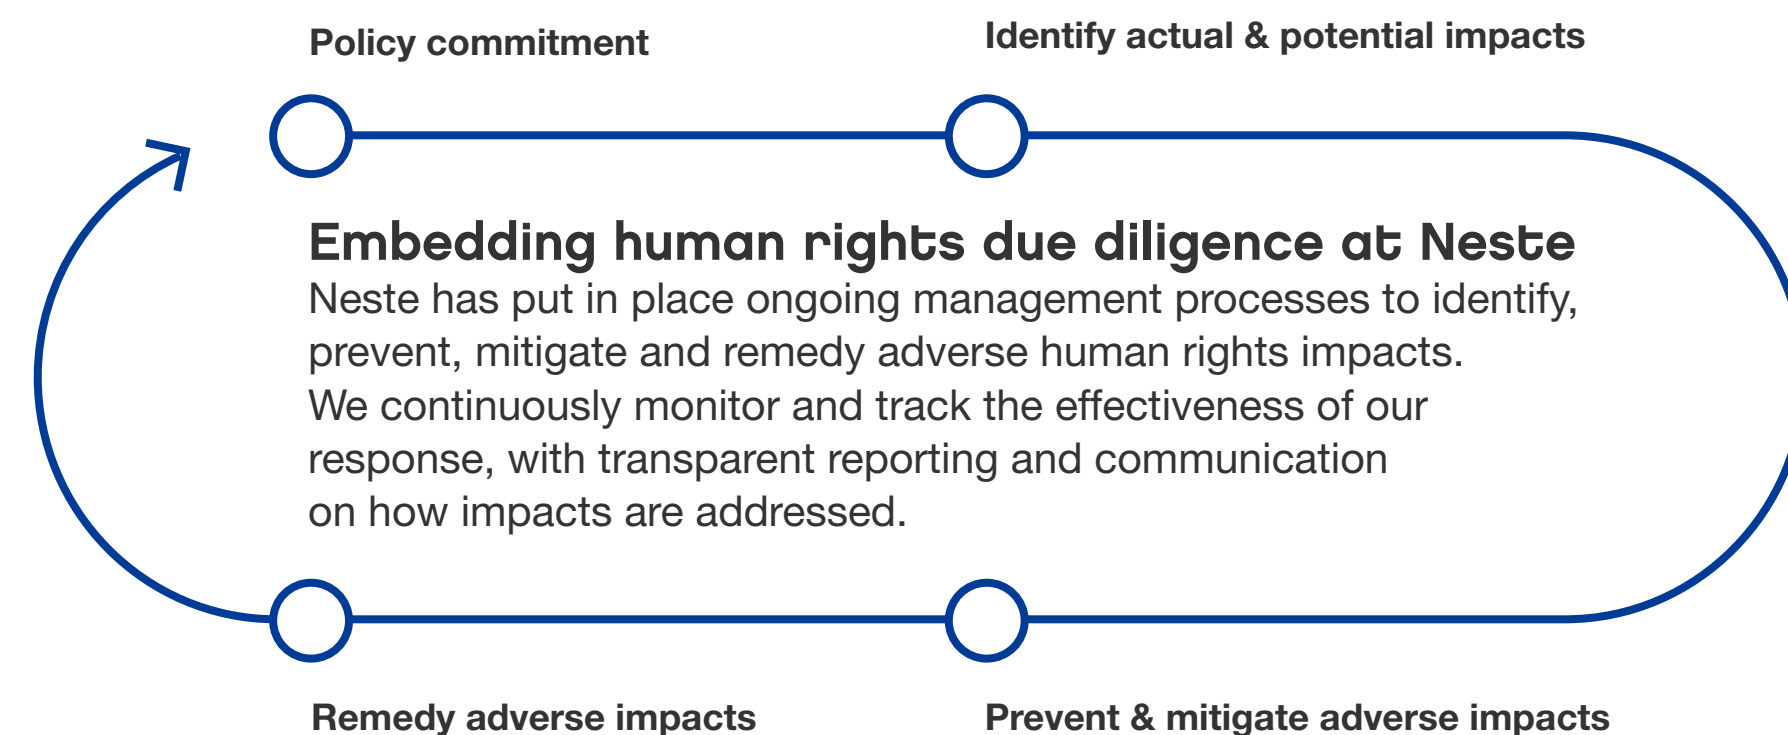 Policy commitment
Identify actual & potential impacts
Embedding human rights due diligence at Neste
Neste has put in place ongoing management processes to identify,
prevent, mitigate and remedy adverse human rights impacts.
We continuously monitor and track the effectiveness of our
response, with transparent reporting and communication
on how impacts are addressed.
Remedy adverse impacts
Prevent & mitigate adverse impacts